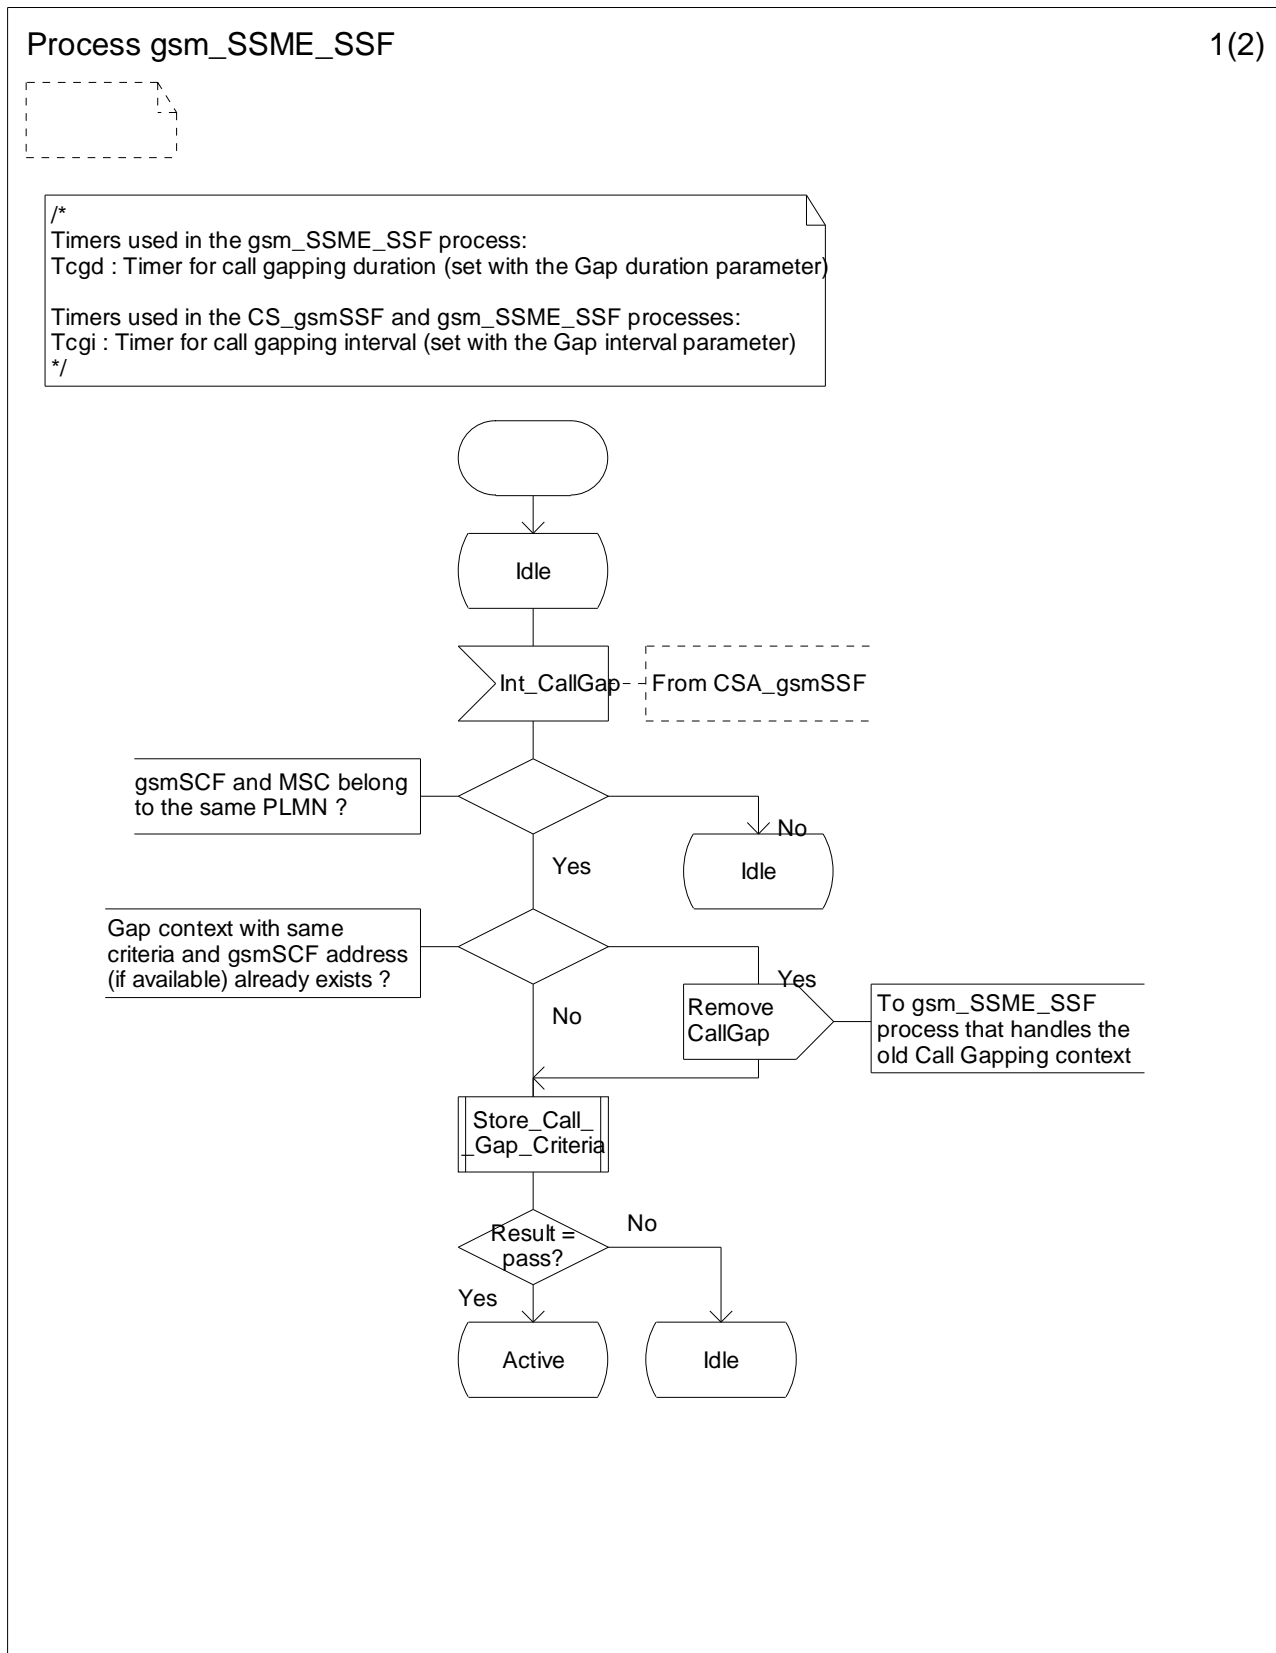 Process gsm_SSME_SSF
1(2)
/*
Timers used in the gsm_SSME_SSF process:
Tcgd : Timer for call gapping duration (set with the Gap duration parameter)
Timers used in the CS_gsmSSF and gsm_SSME_SSF processes:
Tcgi : Timer for call gapping interval (set with the Gap interval parameter)
*/
Idle
Int_CallGap
From CSA_gsmSSF
gsmSCF and MSC belong
to the same PLMN ?
No
Yes
Idle
Gap context with same
criteria and gsmSCF address
(if available) already exists ?
Yes
No
Remove
CallGap
To gsm_SSME_SSF
process that handles the
old Call Gapping context
Store_Call_
_Gap_Criteria
Result =
pass?
No
Yes
Active
Idle